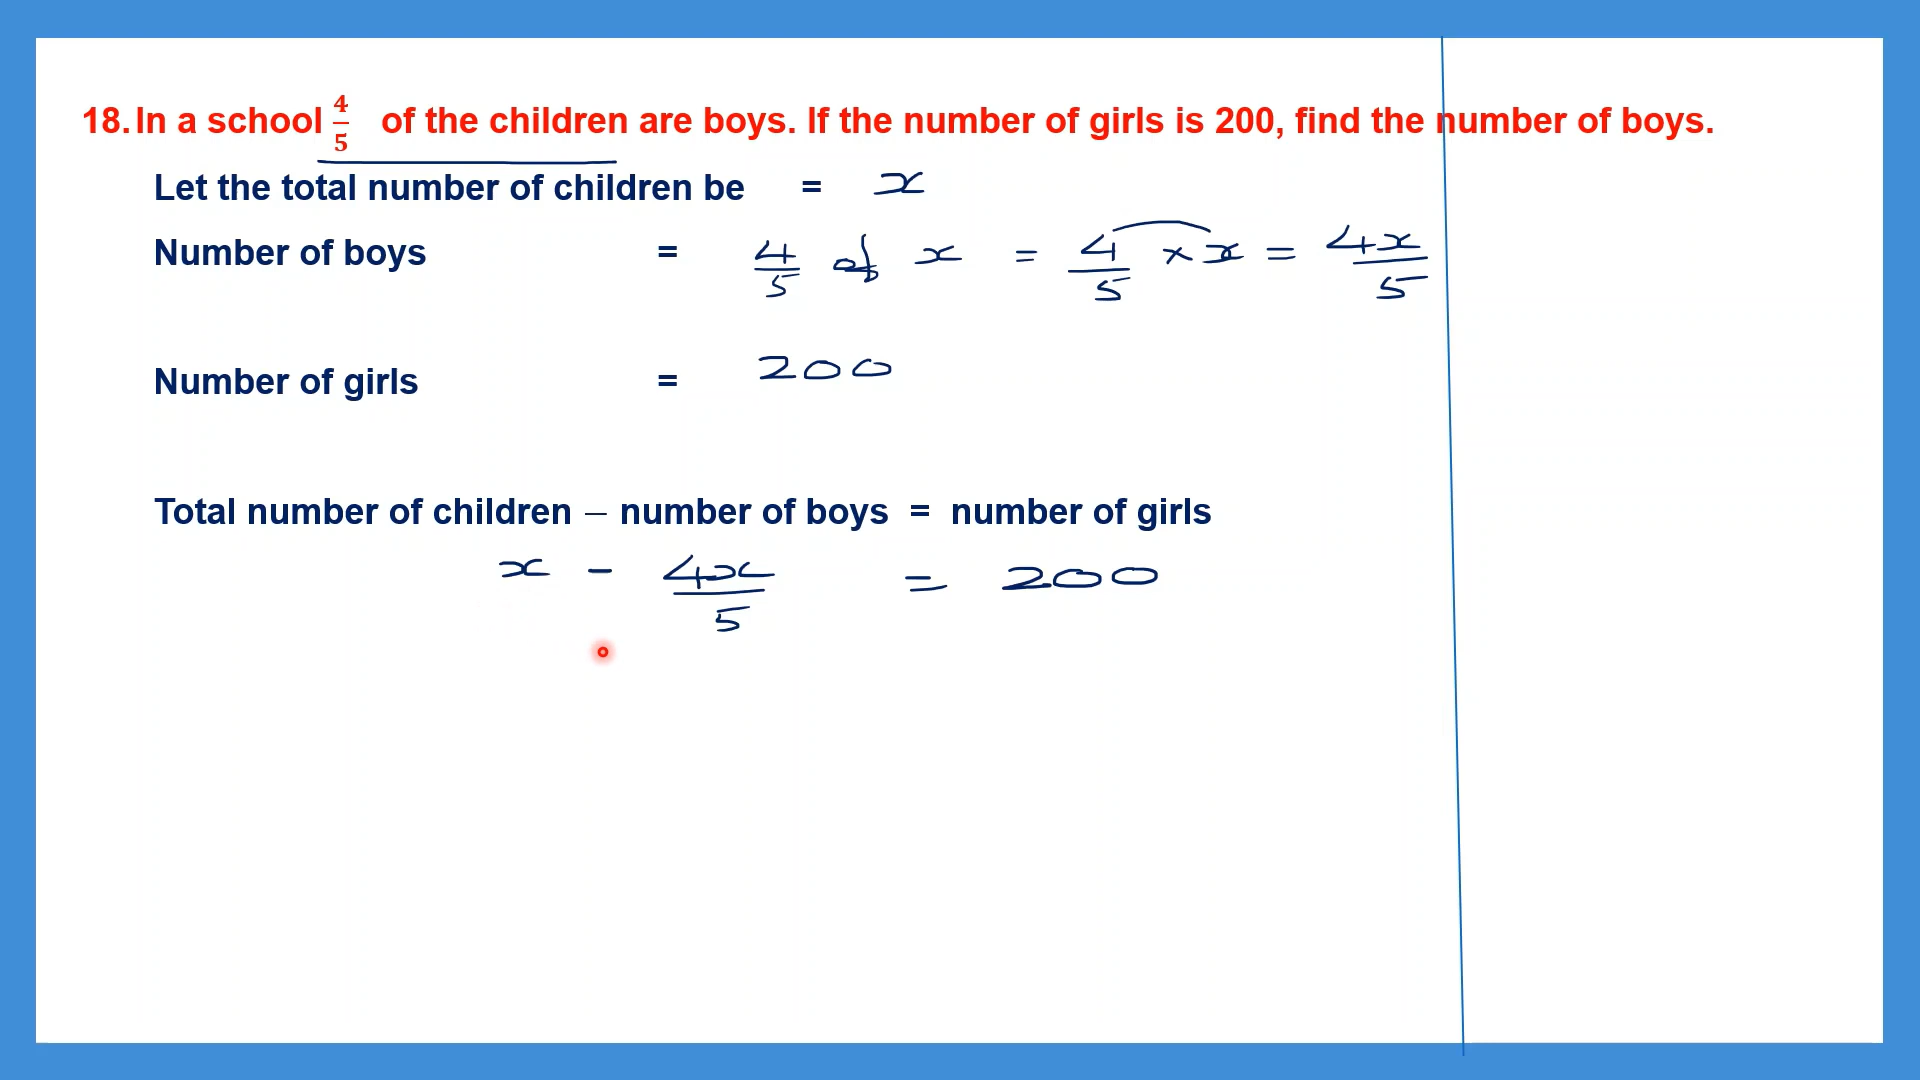 18. In a school 4/5 of the children are boys. If the number of girls is 200, find the number of boys.
Let the total number of children be = x
Number of boys = 4/5 of x = 4/5 × x = 4x/5
Number of girls = 200
Total number of children – number of boys = number of girls
x - 4x/5 = 200